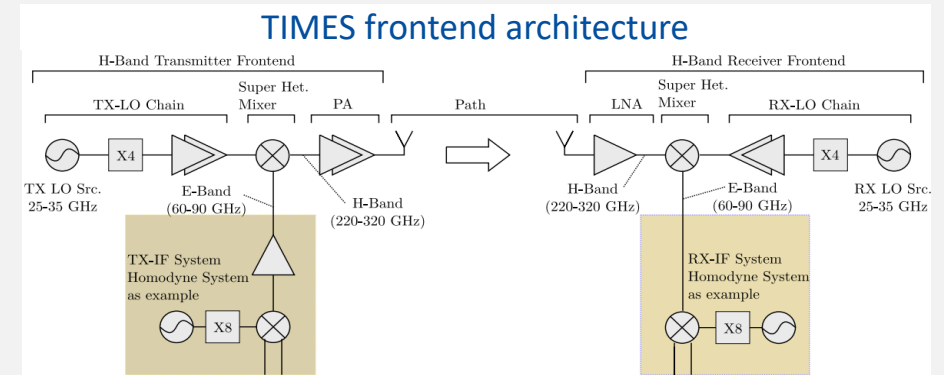 TIMES frontend architecture
H-Band Transmitter Frontend
H-Band Receiver Frontend
TX-LO Chain
Super Het.
Mixer
PA
Path
LNA
Super Het.
Mixer
RX-LO Chain
X4
X4
TX LO Src.
25-35 GHz
E-Band
(60-90 GHz)
H-Band
(220-320 GHz)
H-Band
(220-320 GHz)
E-Band
(60-90 GHz)
RX LO Src.
25-35 GHz
TX-IF System
Homodyne System
as example
X8
RX-IF System
Homodyne System
as example
X8